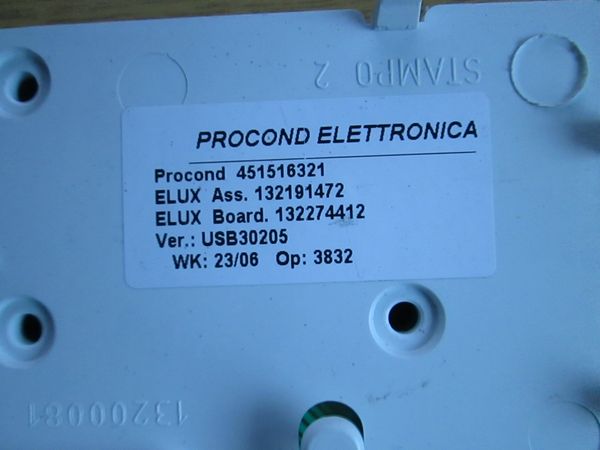 STAMPO 2
PROCOND ELETTRONICA
Procond 451516321
ELUX Ass. 132191472
ELUX Board. 132274412
Ver.: USB30205
WK: 23/06 Op: 3832
13200081